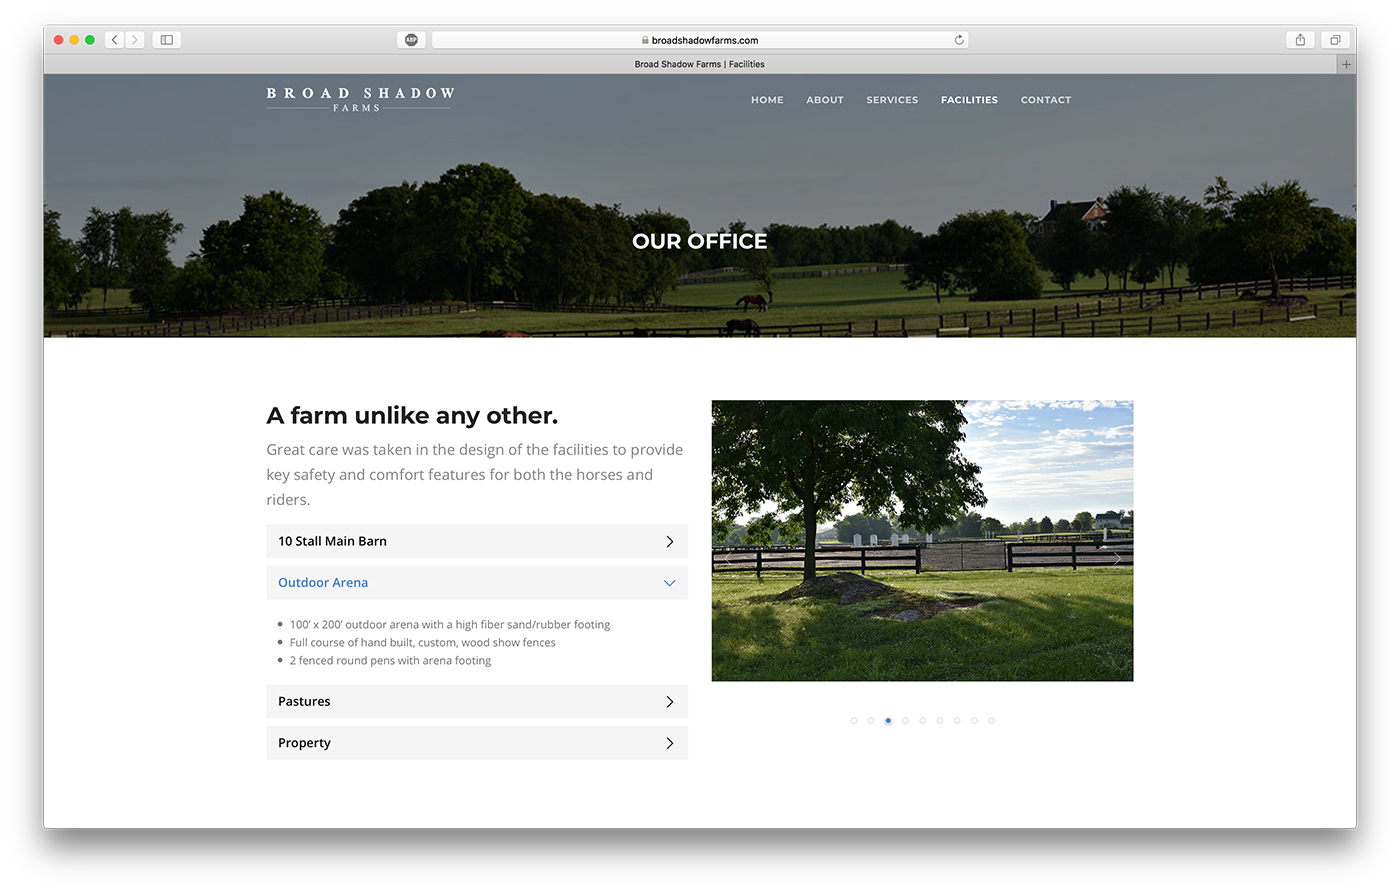 ABP
broadshadowfarms.com
Broad Shadow Farms | Facilities
BROAD SHADOW
FARMS
HOME ABOUT SERVICES FACILITIES CONTACT
OUR OFFICE
A farm unlike any other.
Great care was taken in the design of the facilities to provide
key safety and comfort features for both the horses and
riders.
10 Stall Main Barn
Outdoor Arena
100’ x 200’ outdoor arena with a high fiber sand/rubber footing
Full course of hand built, custom, wood show fences
2 fenced round pens with arena footing
Pastures
Property